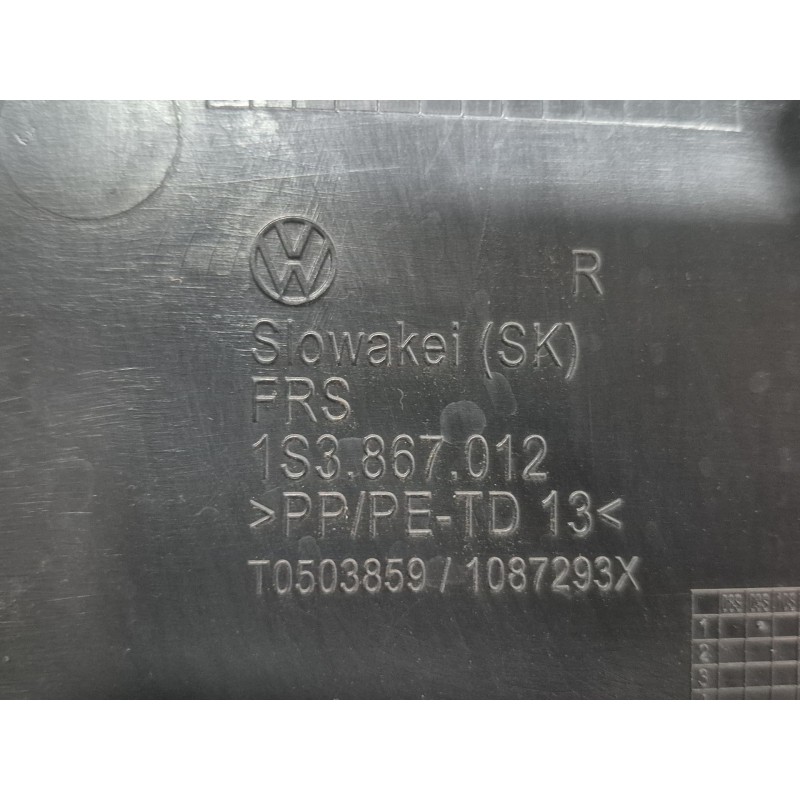 R
Slowakei (SK)
FRS
1S3.867.012
>PP/PE-TD 13<
T0503859 / 1087293X
1
2
3